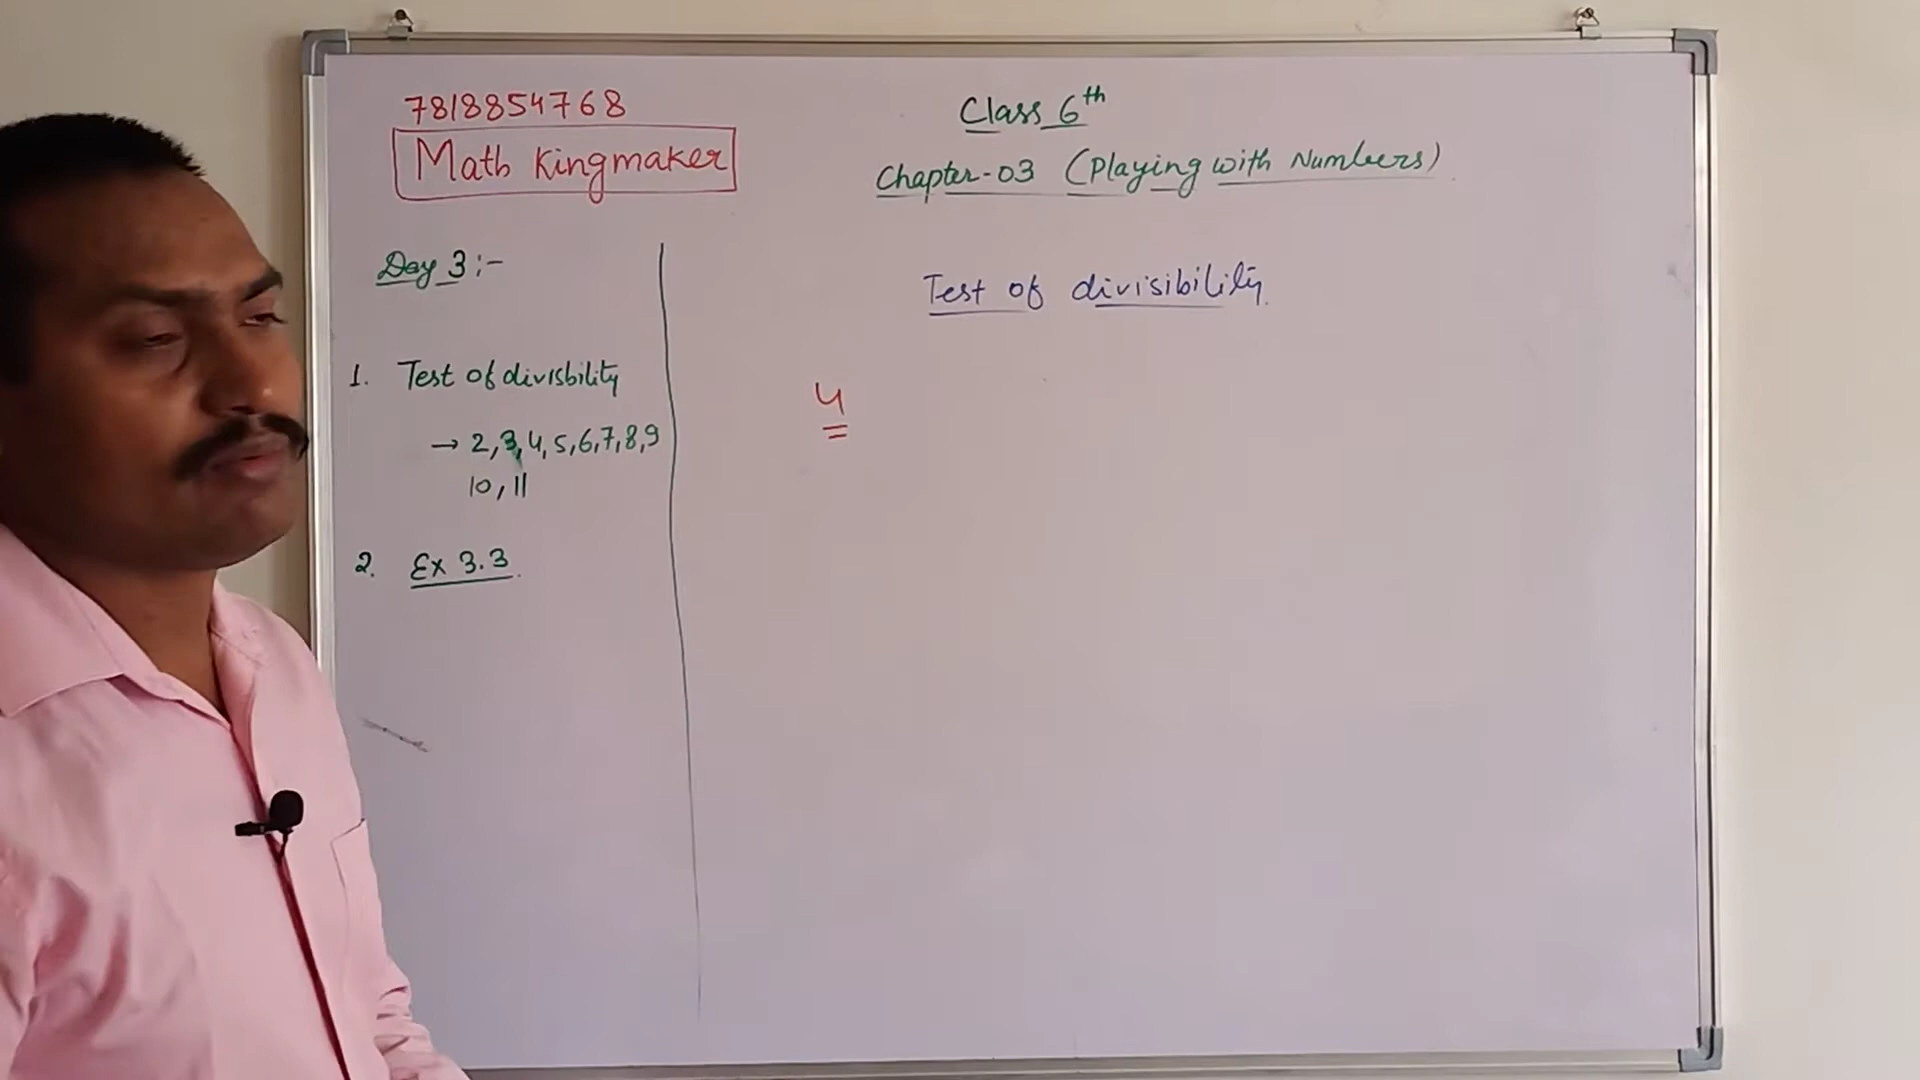 7818854768
Math Kingmaker
Class 6th
Chapter-03 (Playing with Numbers)
Day 3:-
1. Test of divisbility
→ 2,3,4,5,6,7,8,9
10,11
2. Ex 3.3
Test of divisibility
4